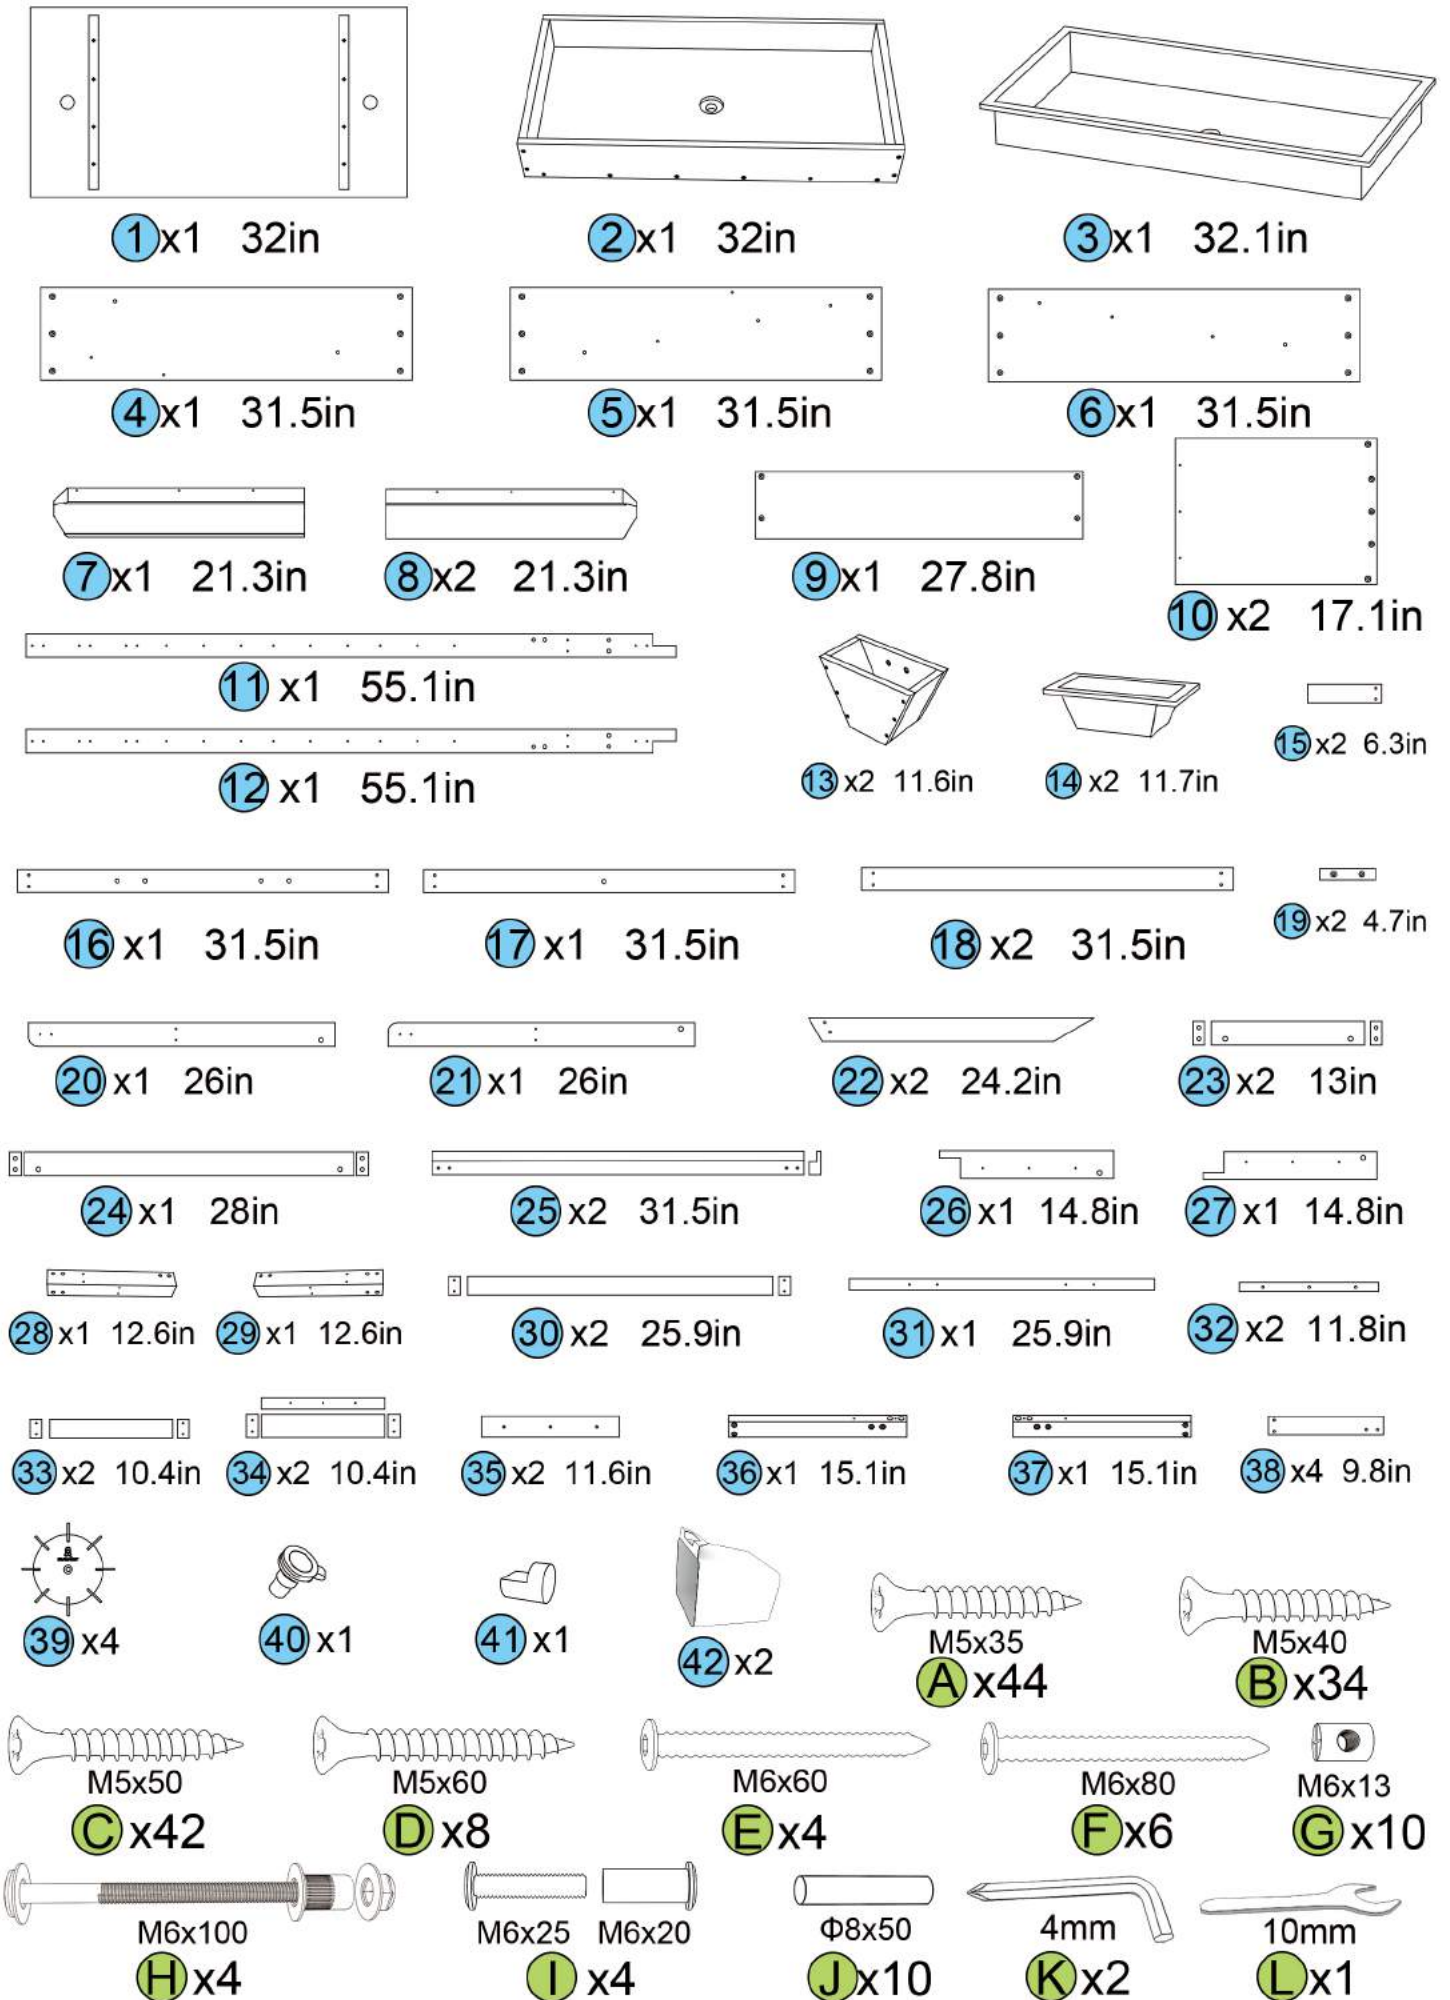 1 x1 32in
2 x1 32in
3 x1 32.1in
4 x1 31.5in
5 x1 31.5in
6 x1 31.5in
7 x1 21.3in
8 x2 21.3in
9 x1 27.8in
10 x2 17.1in
11 x1 55.1in
12 x1 55.1in
13 x2 11.6in
14 x2 11.7in
15 x2 6.3in
16 x1 31.5in
17 x1 31.5in
18 x2 31.5in
19 x2 4.7in
20 x1 26in
21 x1 26in
22 x2 24.2in
23 x2 13in
24 x1 28in
25 x2 31.5in
26 x1 14.8in
27 x1 14.8in
28 x1 12.6in
29 x1 12.6in
30 x2 25.9in
31 x1 25.9in
32 x2 11.8in
33 x2 10.4in
34 x2 10.4in
35 x2 11.6in
36 x1 15.1in
37 x1 15.1in
38 x4 9.8in
39 x4
40 x1
41 x1
42 x2
M5x35
A x44
M5x40
B x34
M5x50
C x42
M5x60
D x8
M6x60
E x4
M6x80
F x6
M6x13
G x10
M6x100
H x4
M6x25 M6x20
I x4
Φ8x50
J x10
4mm
K x2
10mm
L x1